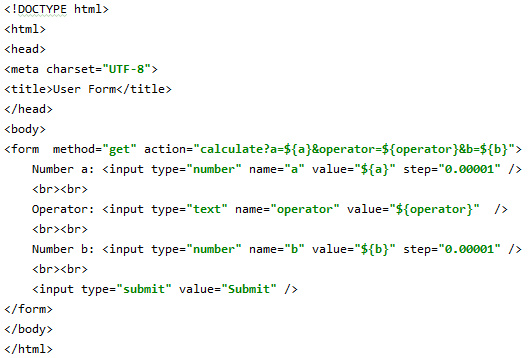 <!DOCTYPE html>
<html>
<head>
<meta charset="UTF-8">
<title>User Form</title>
</head>
<body>
<form  method="get" action="calculate?a=${a}&operator=${operator}&b=${b}">
    Number a: <input type="number" name="a" value="${a}" step="0.00001" />
    <br><br>
    Operator: <input type="text" name="operator" value="${operator}"  />
    <br><br>
    Number b: <input type="number" name="b" value="${b}" step="0.00001" />
    <br><br>
    <input type="submit" value="Submit" />
</form>
</body>
</html>